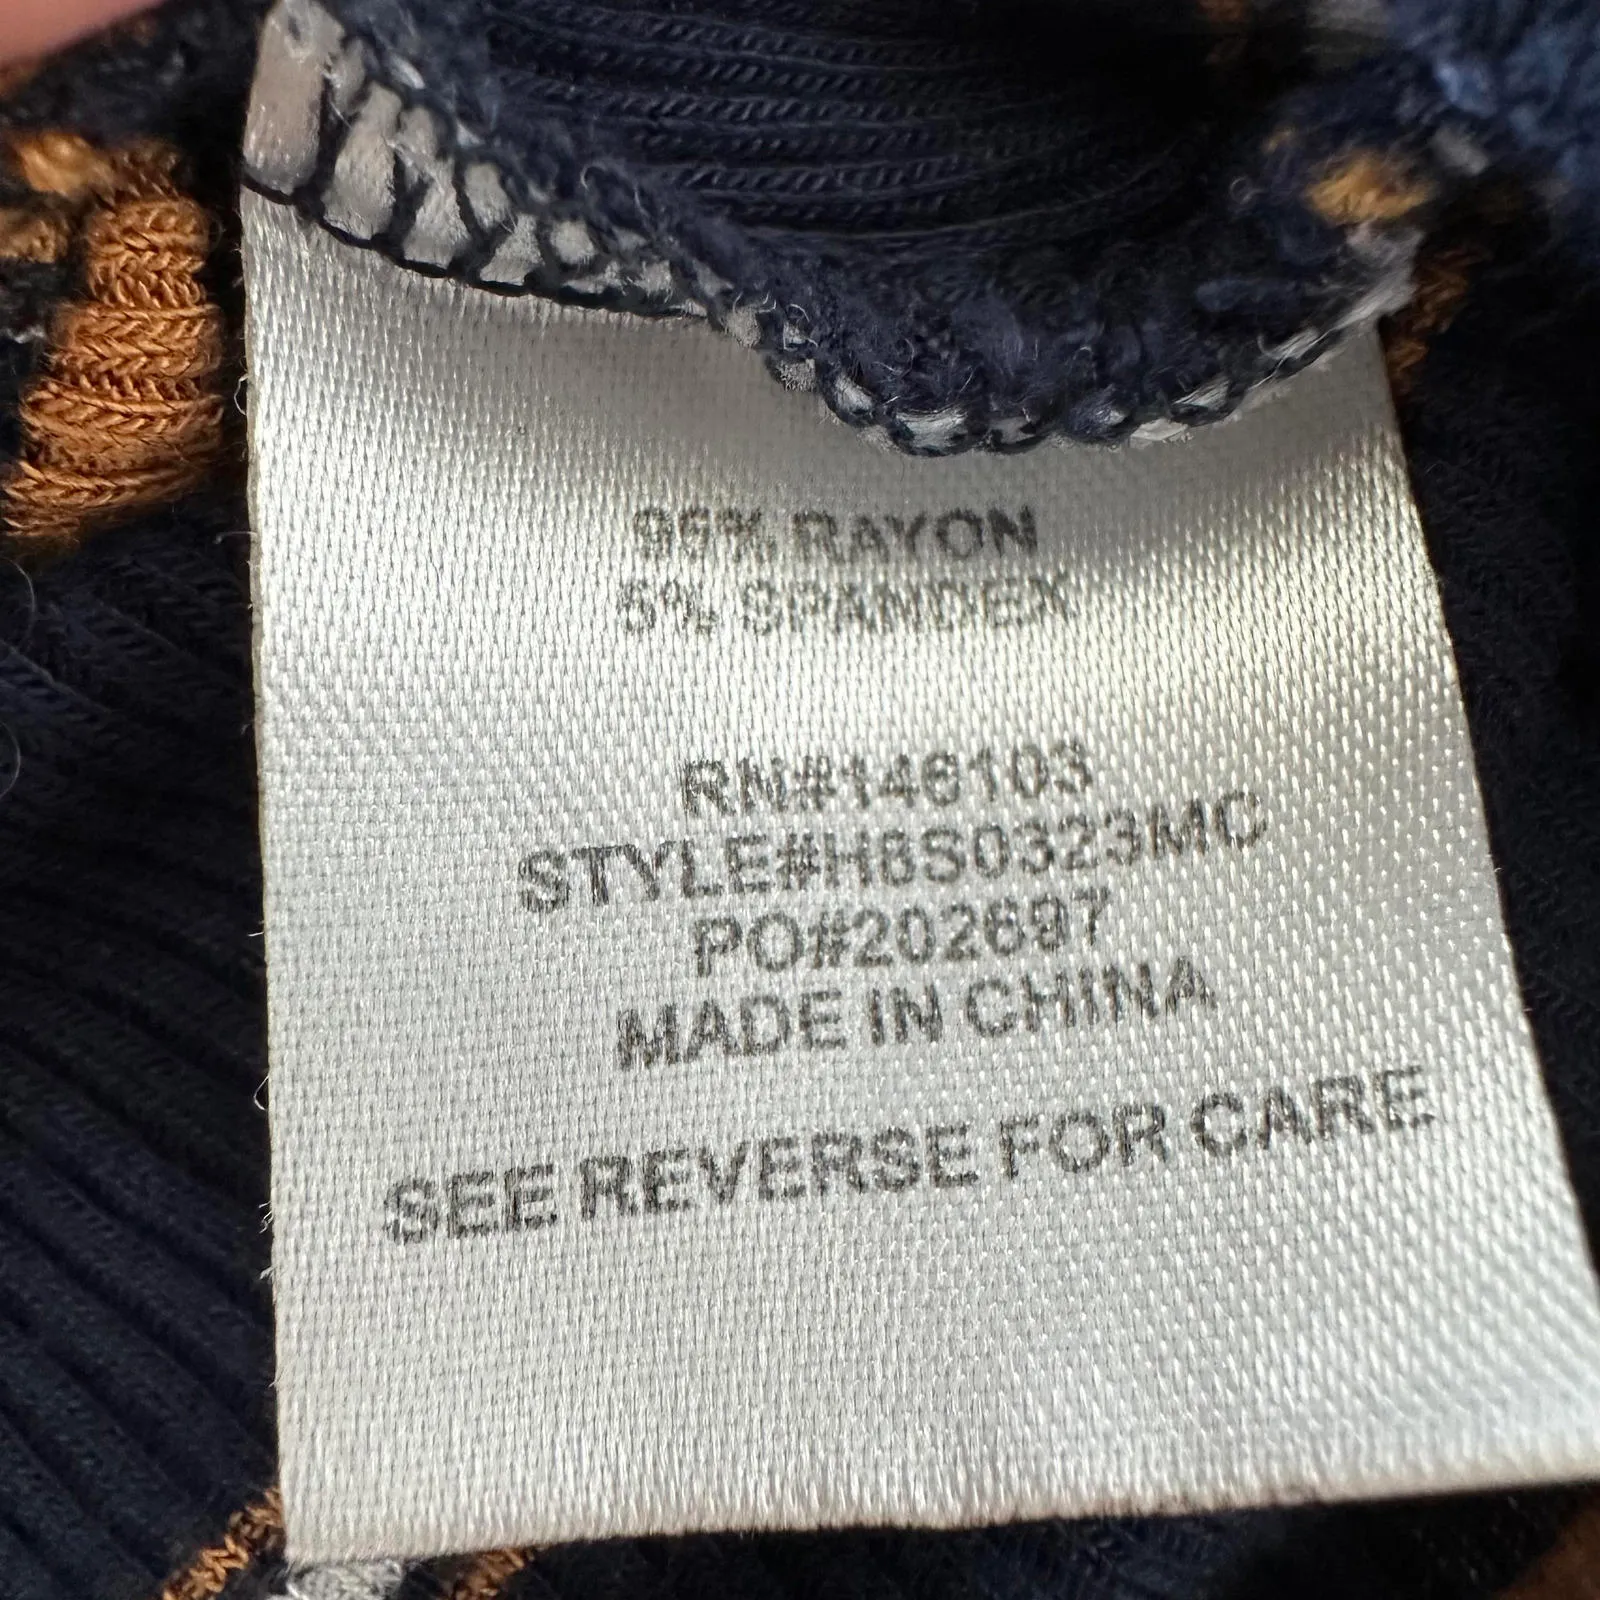 95% RAYON
5% SPANDEX
RN#146103
STYLE#H8S0323MC
PO#202697
MADE IN CHINA
SEE REVERSE FOR CARE